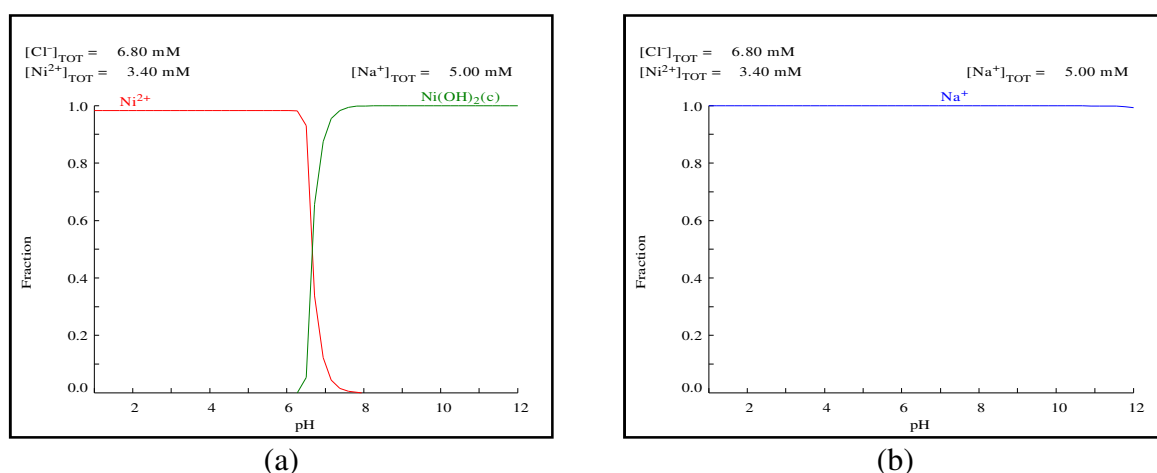 [Cl⁻]TOT = 6.80 mM
[Ni²⁺]TOT = 3.40 mM [Na⁺]TOT = 5.00 mM
Ni²⁺ Ni(OH)₂(c)
1.0
0.8
0.6
0.4
0.2
0.0
Fraction
2 4 6 8 10 12
pH
(a)
[Cl⁻]TOT = 6.80 mM
[Ni²⁺]TOT = 3.40 mM [Na⁺]TOT = 5.00 mM
Na⁺
1.0
0.8
0.6
0.4
0.2
0.0
Fraction
2 4 6 8 10 12
pH
(b)